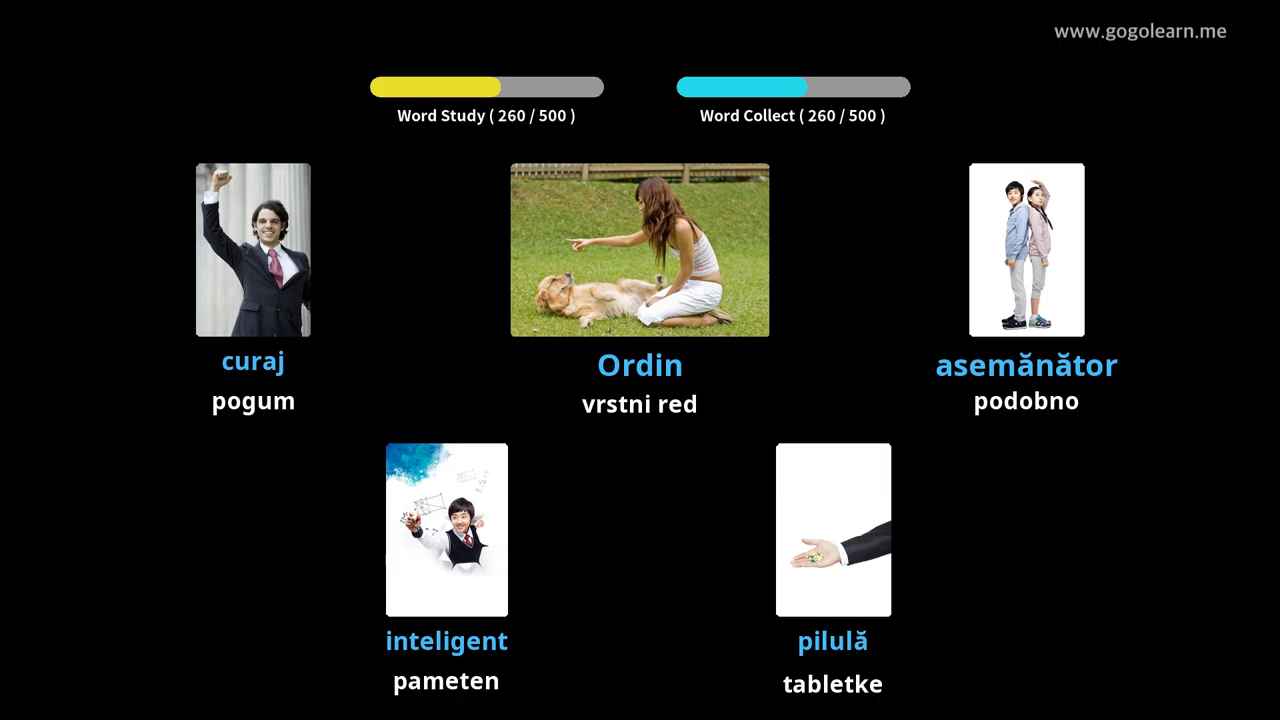 www.gogolearn.me
Word Study ( 260 / 500 )
Word Collect ( 260 / 500 )
curaj
pogum
Ordin
vrstni red
asemănător
podobno
inteligent
pameten
pilulă
tabletke